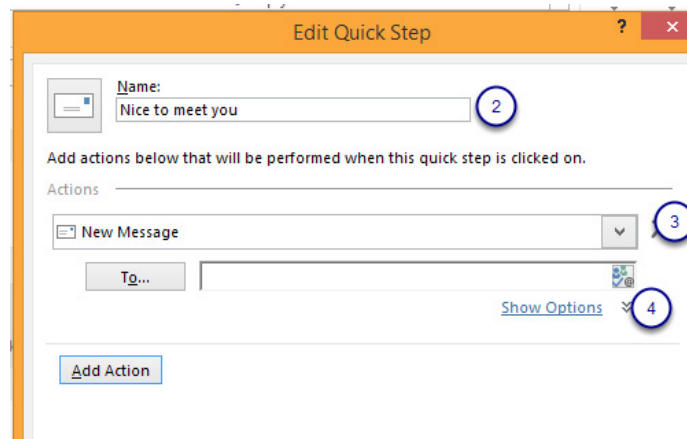 Edit Quick Step
?
Name:
Nice to meet you
2
Add actions below that will be performed when this quick step is clicked on.
Actions
New Message
3
To...
Show Options
4
Add Action